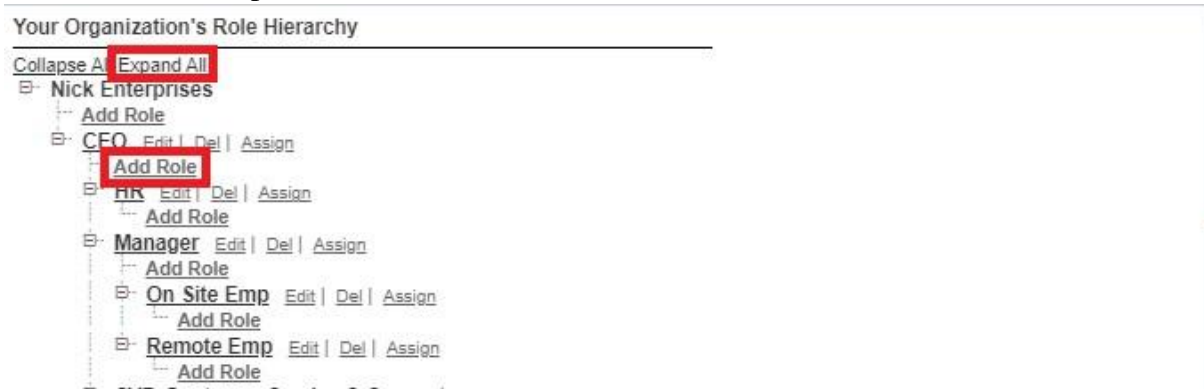 Your Organization's Role Hierarchy
Collapse Al Expand All
Nick Enterprises
Add Role
CEO Edit | Del | Assign
Add Role
HR Edit | Del | Assign
Add Role
Manager Edit | Del | Assign
Add Role
On Site Emp Edit | Del | Assign
Add Role
Remote Emp Edit | Del | Assign
Add Role